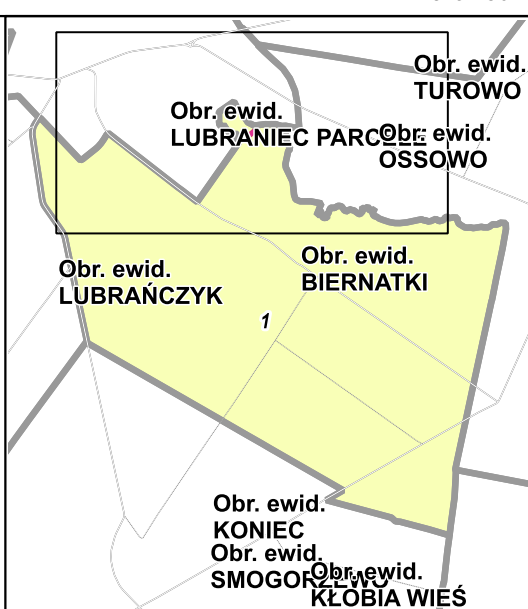 Obr. ewid.
TUROWO
Obr. ewid.
LUBRANIEC PARCELE
Obr. ewid.
OSSOWO
Obr. ewid.
BIERNATKI
Obr. ewid.
LUBRAŃCZYK
1
Obr. ewid.
KONIEC
Obr. ewid.
SMOGORZEWO
Obr. ewid.
KŁOBIA WIEŚ